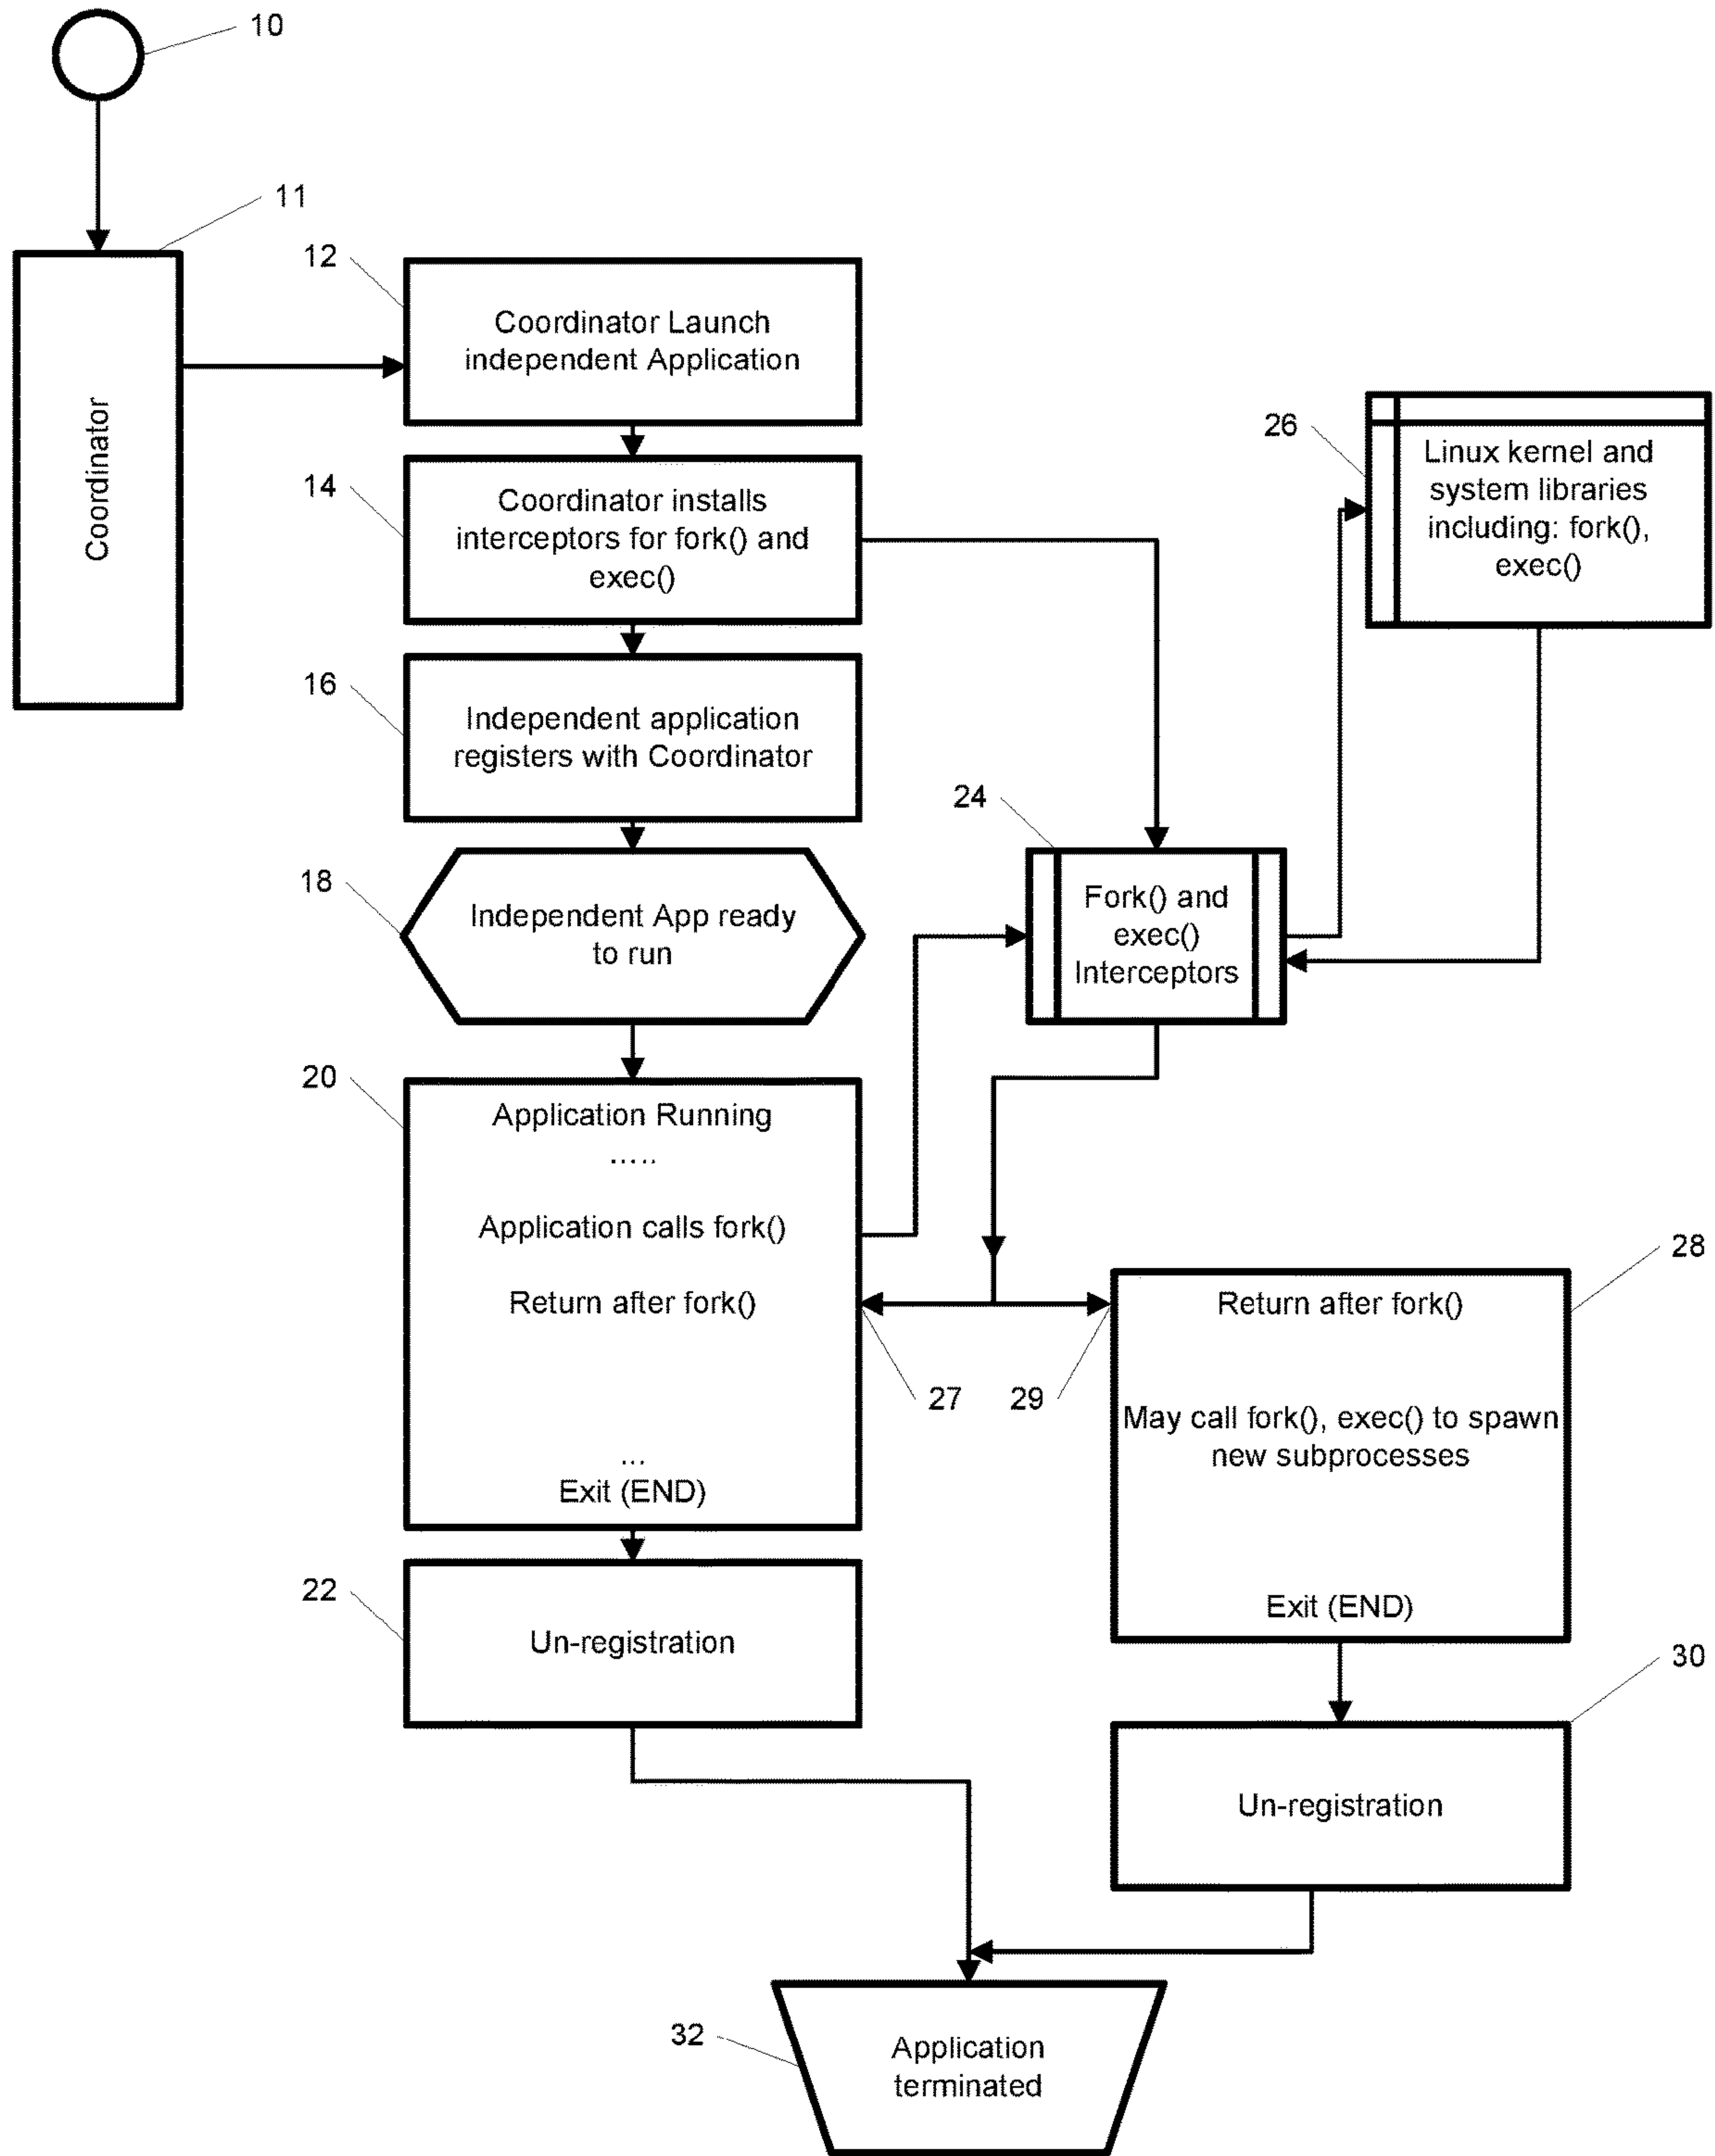 10
11
Coordinator
12
Coordinator Launch
independent Application
14
Coordinator installs
interceptors for fork() and
exec()
16
Independent application
registers with Coordinator
18
Independent App ready
to run
24
Fork() and
exec()
Interceptors
26
Linux kernel and
system libraries
including: fork(),
exec()
20
Application Running
.....
Application calls fork()
Return after fork()
...
Exit (END)
27
29
28
Return after fork()
May call fork(), exec() to spawn
new subprocesses
Exit (END)
22
Un-registration
30
Un-registration
32
Application
terminated